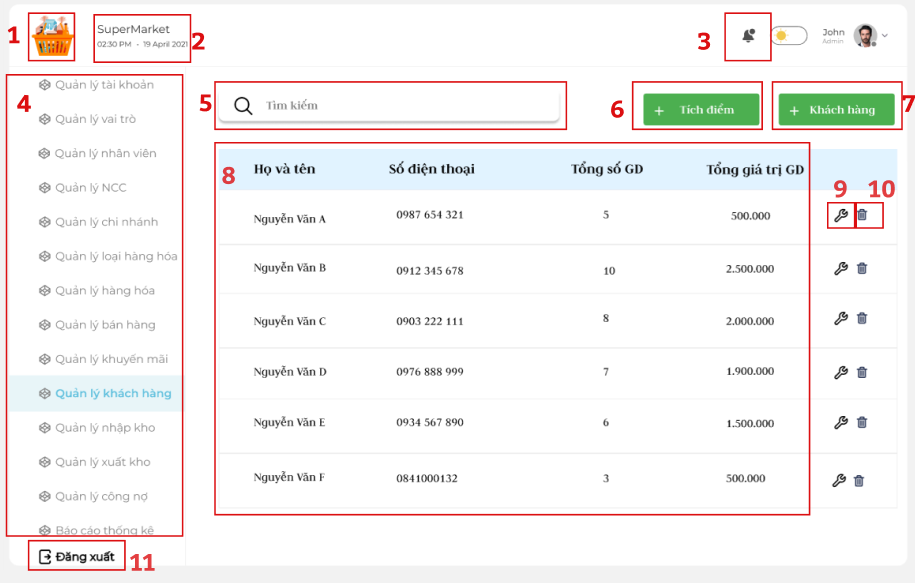 1
SuperMarket
02:30 PM - 19 April 2021
2
3
John
Admin
4
Quản lý tài khoản
Quản lý vai trò
Quản lý nhân viên
Quản lý NCC
Quản lý chi nhánh
Quản lý loại hàng hóa
Quản lý hàng hóa
Quản lý bán hàng
Quản lý khuyến mãi
Quản lý khách hàng
Quản lý nhập kho
Quản lý xuất kho
Quản lý công nợ
Báo cáo thống kê
Đăng xuất
11
5
Tìm kiếm
6
+ Tích điểm
+ Khách hàng
7
8
Họ và tên Số điện thoại Tổng số GD Tổng giá trị GD
9 10
Nguyễn Văn A 0987 654 321 5 500.000
Nguyễn Văn B 0912 345 678 10 2.500.000
Nguyễn Văn C 0903 222 111 8 2.000.000
Nguyễn Văn D 0976 888 999 7 1.900.000
Nguyễn Văn E 0934 567 890 6 1.500.000
Nguyễn Văn F 0841000132 3 500.000